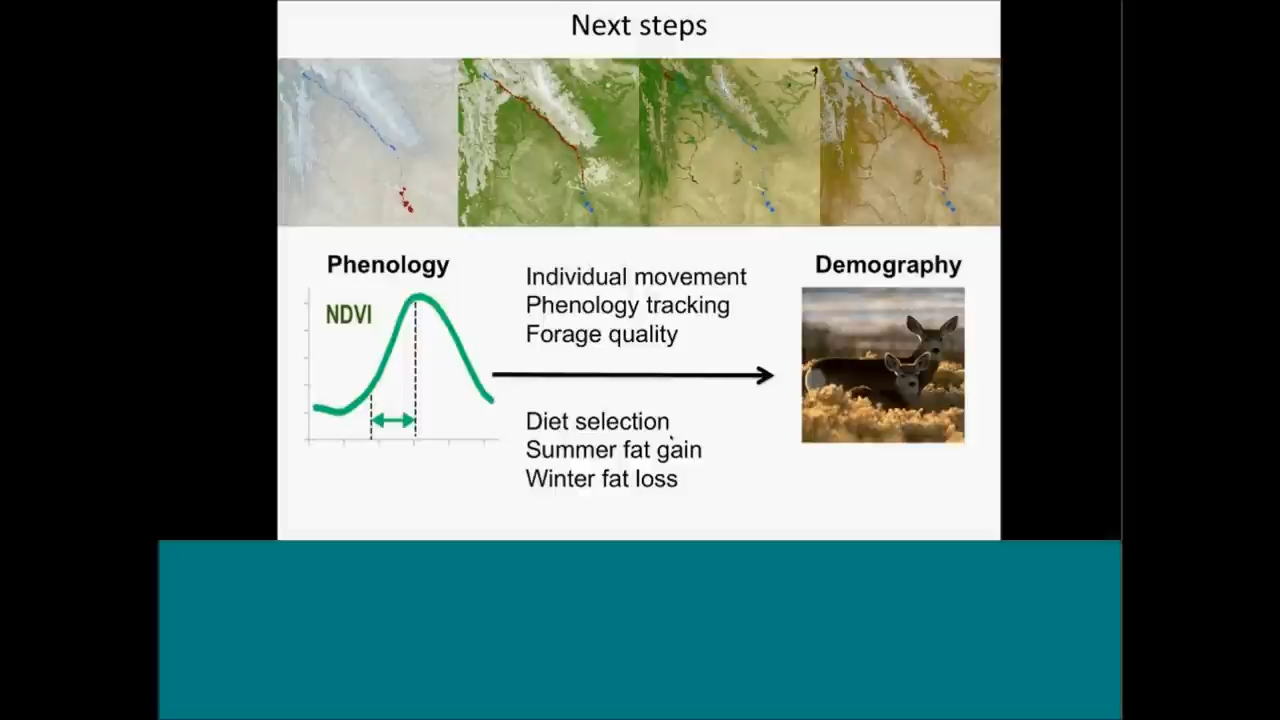 Next steps
Phenology
NDVI
Individual movement
Phenology tracking
Forage quality
Diet selection
Summer fat gain
Winter fat loss
Demography